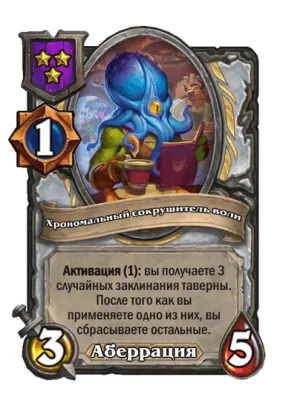 1
Хрономальный сокрушитель воли
Активация (1): вы получаете 3
случайных заклинания таверны.
После того как вы
применяете одно из них, вы
сбрасываете остальные.
3
Аберрация
5